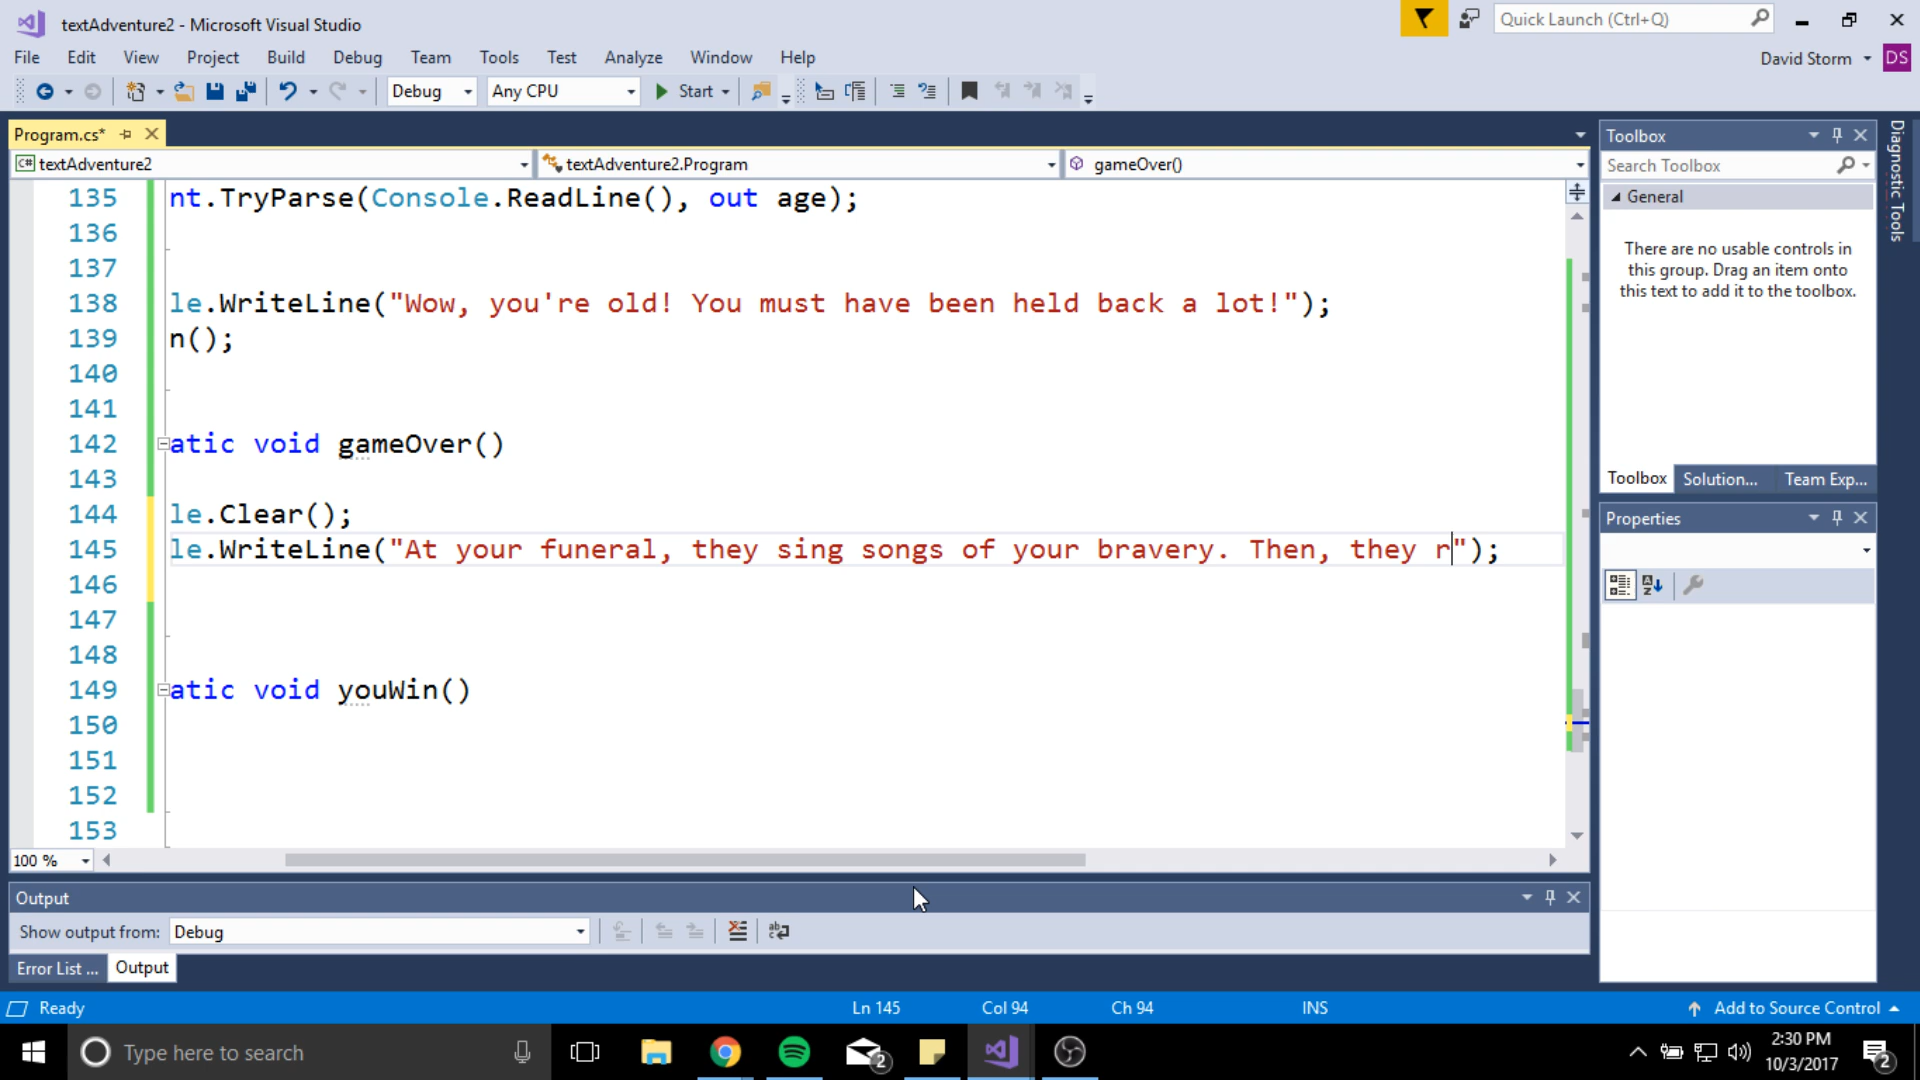 textAdventure2 - Microsoft Visual Studio
Quick Launch (Ctrl+Q)
File Edit View Project Build Debug Team Tools Test Analyze Window Help
David Storm DS
Debug Any CPU Start
Program.cs*
textAdventure2 textAdventure2.Program gameOver()
135 nt.TryParse(Console.ReadLine(), out age);
136
137
138 le.WriteLine("Wow, you're old! You must have been held back a lot!");
139 n();
140
141
142 atic void gameOver()
143
144 le.Clear();
145 le.WriteLine("At your funeral, they sing songs of your bravery. Then, they r");
146
147
148
149 atic void youWin()
150
151
152
153
100 %
Toolbox
Search Toolbox
General
There are no usable controls in
this group. Drag an item onto
this text to add it to the toolbox.
Toolbox Solution... Team Exp...
Properties
Diagnostic Tools
Output
Show output from: Debug
Error List ... Output
Ready Ln 145 Col 94 Ch 94 INS Add to Source Control
Type here to search
2
2:30 PM
10/3/2017
2